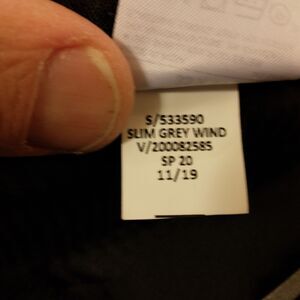 S/533590
SLIM GREY WIND
V/200082585
SP 20
11/19